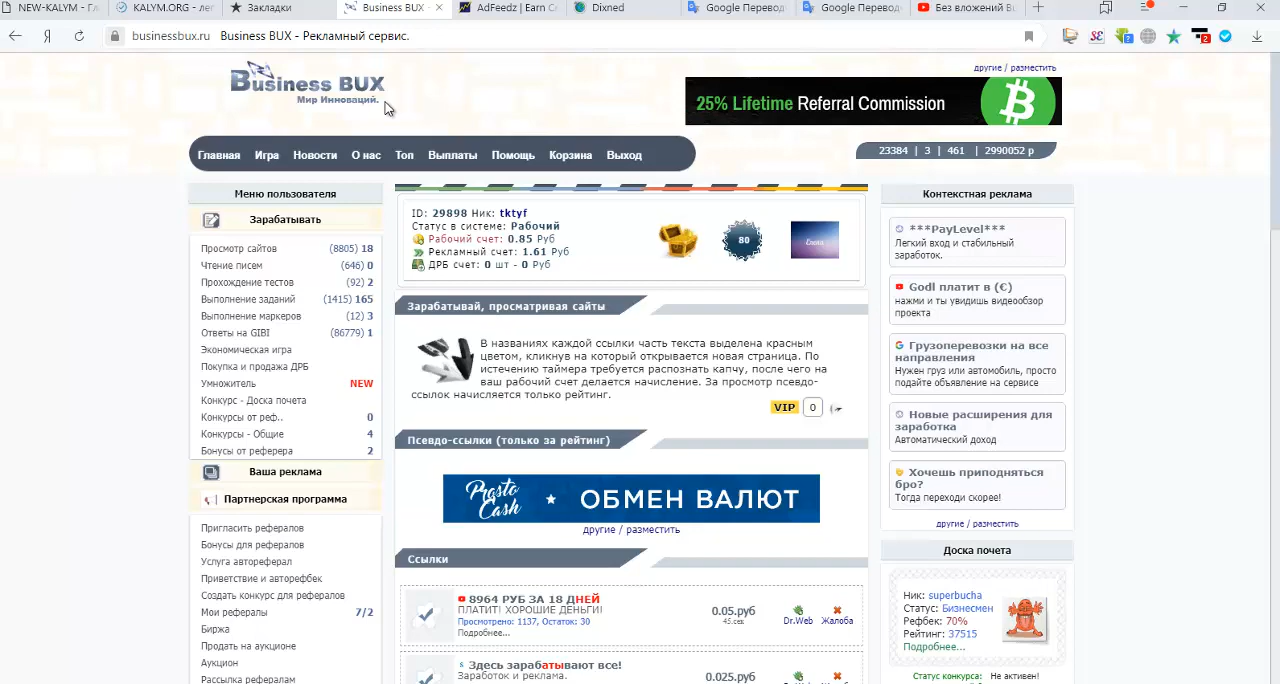 NEW-KALYM - Гл
KALYM.ORG - лег
Закладки
Business BUX -
AdFeedz | Earn C
Dixned
Google Перевод
Google Перевод
Без вложений Bu
businessbux.ru Business BUX - Рекламный сервис.
Business BUX
Мир Инноваций.
другие / разместить
25% Lifetime Referral Commission
Главная Игра Новости О нас Топ Выплаты Помощь Корзина Выход
23384 | 3 | 461 | 2990052 р
Меню пользователя
Зарабатывать
Просмотр сайтов (8805) 18
Чтение писем (646) 0
Прохождение тестов (92) 2
Выполнение заданий (1415) 165
Выполнение маркеров (12) 3
Ответы на GIBI (86779) 1
Экономическая игра
Покупка и продажа ДРБ
Умножитель NEW
Конкурс - Доска почета
Конкурсы от реф.. 0
Конкурсы - Общие 4
Бонусы от реферера 2
Ваша реклама
Партнерская программа
Пригласить рефералов
Бонусы для рефералов
Услуга автореферал
Приветствие и авторефбек
Создать конкурс для рефералов
Мои рефералы 7/2
Биржа
Продать на аукционе
Аукцион
Рассылка рефералам
ID: 29898 Ник: tktyf
Статус в системе: Рабочий
Рабочий счет: 0.85 Руб
Рекламный счет: 1.61 Руб
ДРБ счет: 0 шт - 0 Руб
80
Елена
Зарабатывай, просматривая сайты
В названиях каждой ссылки часть текста выделена красным
цветом, кликнув на который открывается новая страница. По
истечению таймера требуется распознать капчу, после чего на
ваш рабочий счет делается начисление. За просмотр псевдо-
ссылок начисляется только рейтинг.
VIP 0
Псевдо-ссылки (только за рейтинг)
Prosto Cash ★ ОБМЕН ВАЛЮТ
другие / разместить
Ссылки
8964 РУБ ЗА 18 ДНЕЙ
ПЛАТИТ! ХОРОШИЕ ДЕНЬГИ!
Просмотрено: 1137, Остаток: 30
Подробнее...
0.05.руб
45.сек
Dr.Web Жалоба
Здесь зарабатывают все!
Заработок и реклама.
0.025.руб
Контекстная реклама
***PayLevel***
Легкий вход и стабильный
заработок.
Godl платит в (€)
нажми и ты увидишь видеообзор
проекта
Грузоперевозки на все
направления
Нужен груз или автомобиль, просто
подайте объявление на сервисе
Новые расширения для
заработка
Автоматический доход
Хочешь приподняться
бро?
Тогда переходи скорее!
другие / разместить
Доска почета
Ник: superbucha
Статус: Бизнесмен
Рефбек: 70%
Рейтинг: 37515
Подробнее...
Статус конкурса: Не активен!